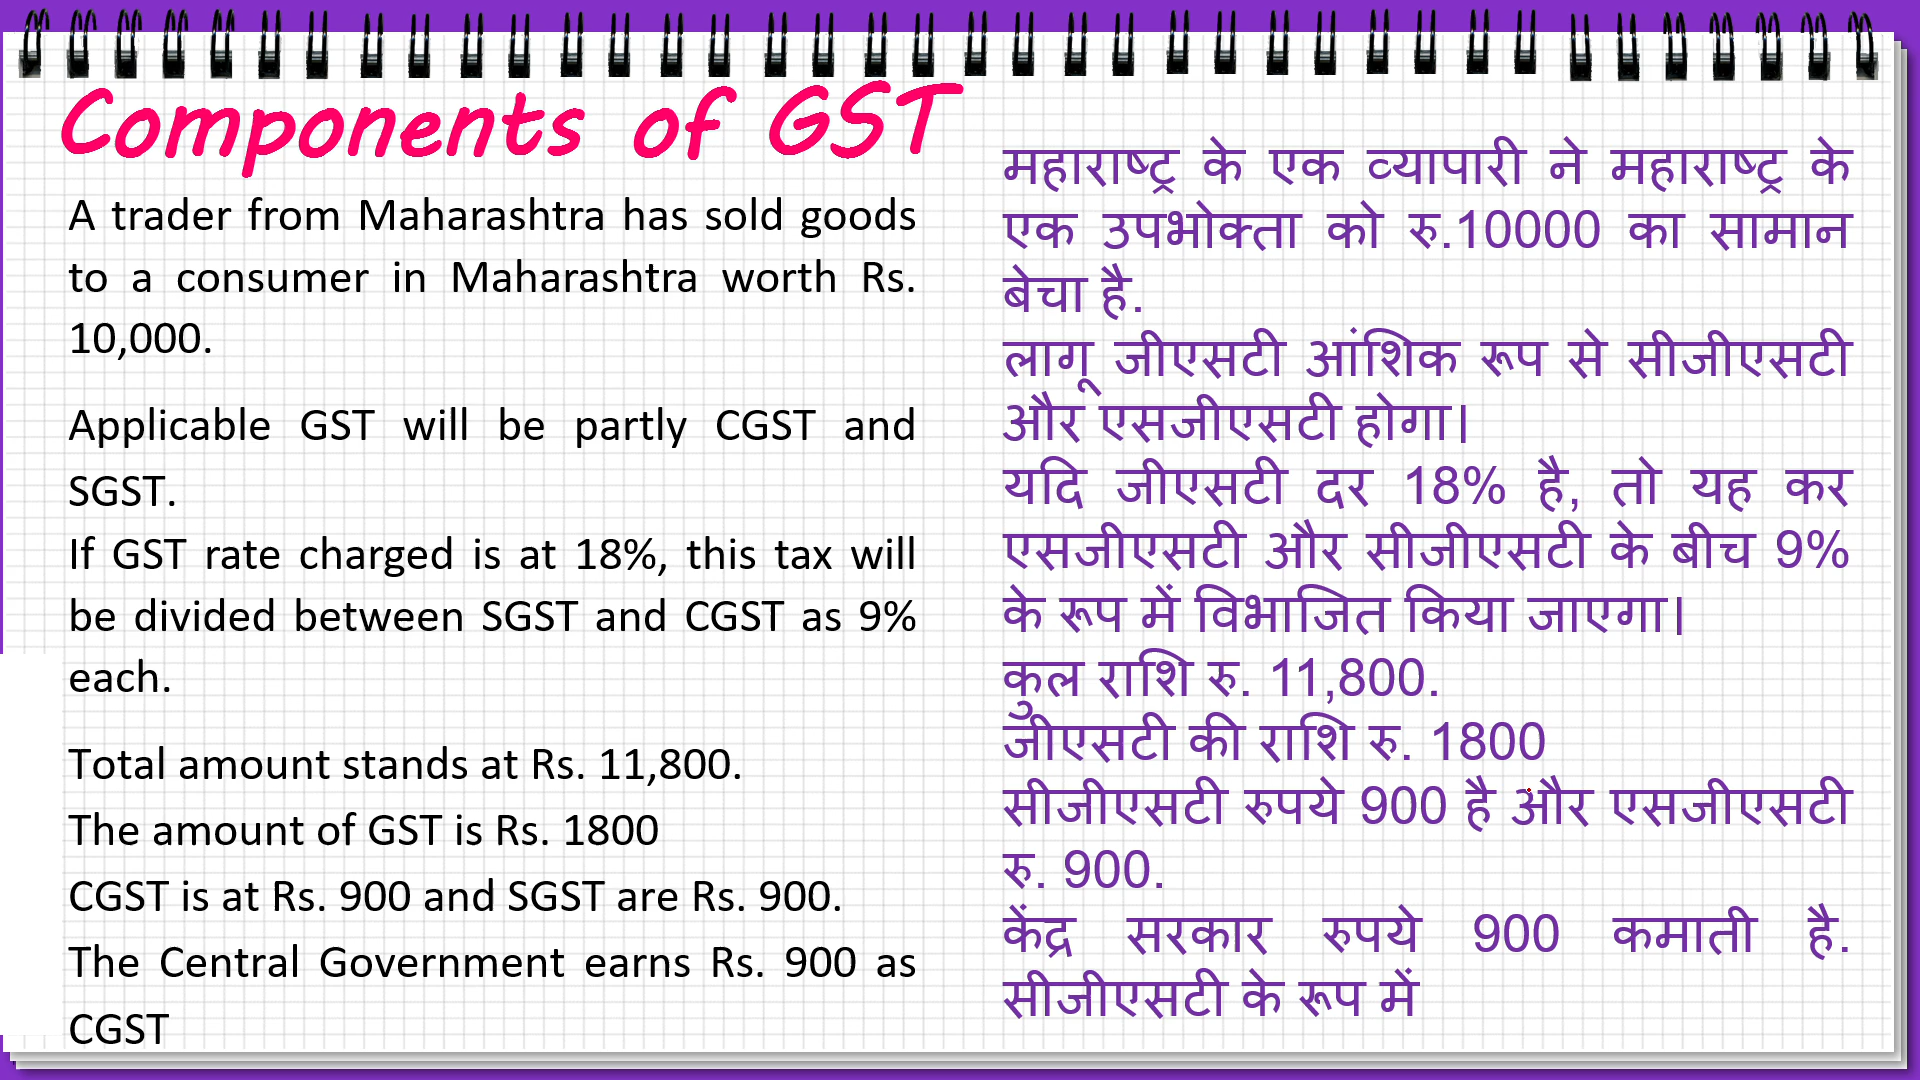 Components of GST
A trader from Maharashtra has sold goods
to a consumer in Maharashtra worth Rs.
10,000.
Applicable GST will be partly CGST and
SGST.
If GST rate charged is at 18%, this tax will
be divided between SGST and CGST as 9%
each.
Total amount stands at Rs. 11,800.
The amount of GST is Rs. 1800
CGST is at Rs. 900 and SGST are Rs. 900.
The Central Government earns Rs. 900 as
CGST
महाराष्ट्र के एक व्यापारी ने महाराष्ट्र के
एक उपभोक्ता को रु.10000 का सामान
बेचा है.
लागू जीएसटी आंशिक रूप से सीजीएसटी
और एसजीएसटी होगा।
यदि जीएसटी दर 18% है, तो यह कर
एसजीएसटी और सीजीएसटी के बीच 9%
के रूप में विभाजित किया जाएगा।
कुल राशि रु. 11,800.
जीएसटी की राशि रु. 1800
सीजीएसटी रुपये 900 है और एसजीएसटी
रु. 900.
केंद्र सरकार रुपये 900 कमाती है.
सीजीएसटी के रूप में